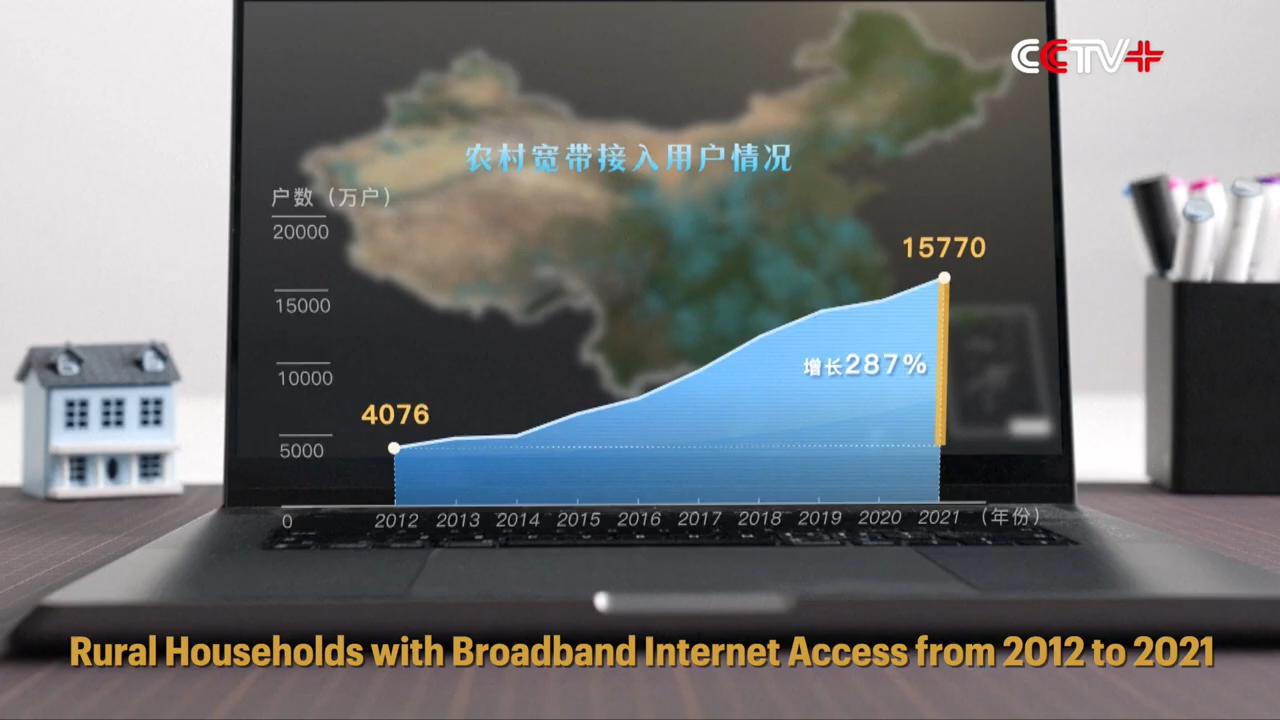 CCTV+
农村宽带接入用户情况
户数（万户）
20000
15770
15000
增长287%
10000
4076
5000
0 2012 2013 2014 2015 2016 2017 2018 2019 2020 2021 （年份）
Rural Households with Broadband Internet Access from 2012 to 2021